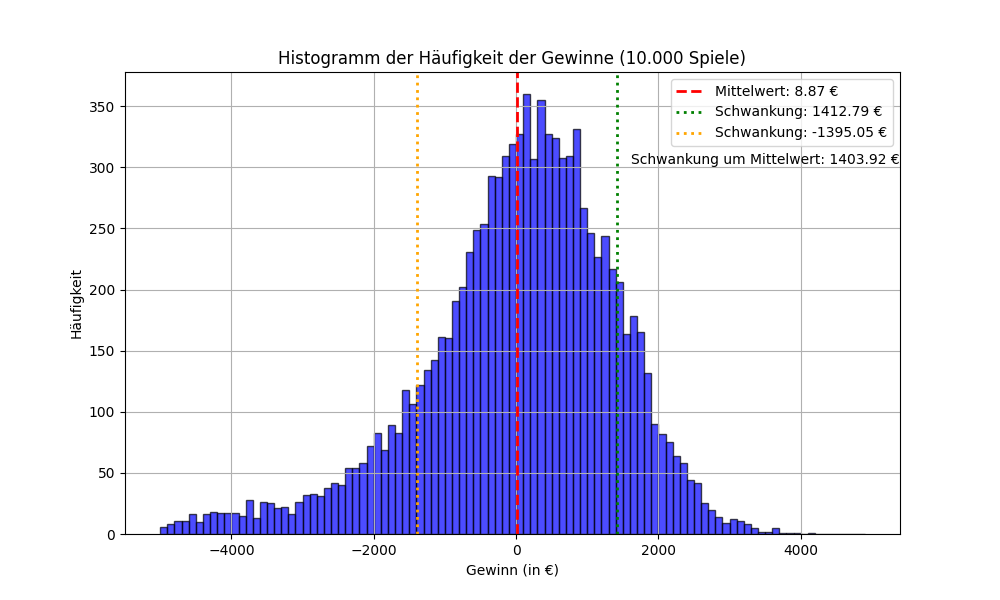 Histogramm der Häufigkeit der Gewinne (10.000 Spiele)
Mittelwert: 8.87 €
Schwankung: 1412.79 €
Schwankung: -1395.05 €
Schwankung um Mittelwert: 1403.92 €
Häufigkeit
350
300
250
200
150
100
50
0
−4000
−2000
0
2000
4000
Gewinn (in €)